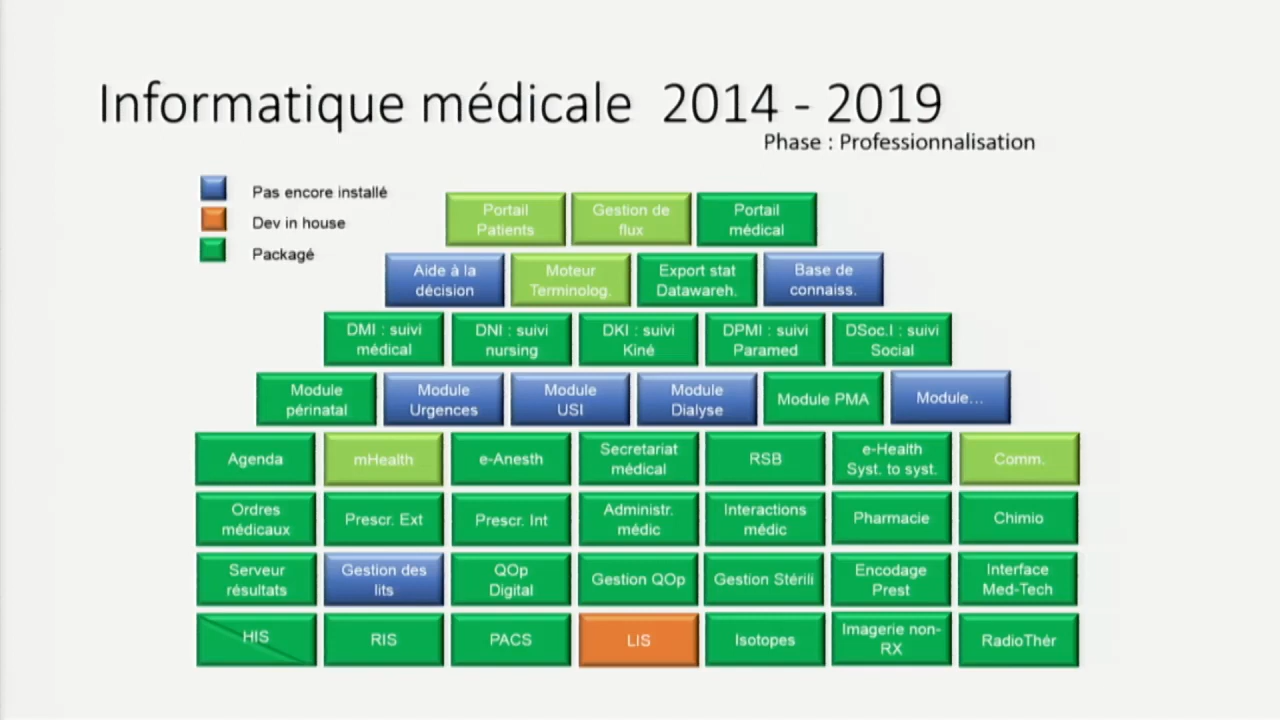 Informatique médicale 2014 - 2019
Phase : Professionnalisation
Pas encore installé
Dev in house
Packagé
Portail
Patients
Gestion de
flux
Portail
médical
Aide à la
décision
Moteur
Terminolog.
Export stat
Datawareh.
Base de
connaiss.
DMI : suivi
médical
DNI : suivi
nursing
DKI : suivi
Kiné
DPMI : suivi
Paramed
DSoc.I : suivi
Social
Module
périnatal
Module
Urgences
Module
USI
Module
Dialyse
Module PMA
Module...
Agenda
mHealth
e-Anesth
Secretariat
médical
RSB
e-Health
Syst. to syst.
Comm.
Ordres
médicaux
Prescr. Ext
Prescr. Int
Administr.
médic
Interactions
médic
Pharmacie
Chimio
Serveur
résultats
Gestion des
lits
QOp
Digital
Gestion QOp
Gestion Stérili
Encodage
Prest
Interface
Med-Tech
HIS
RIS
PACS
LIS
Isotopes
Imagerie non-
RX
RadioThér